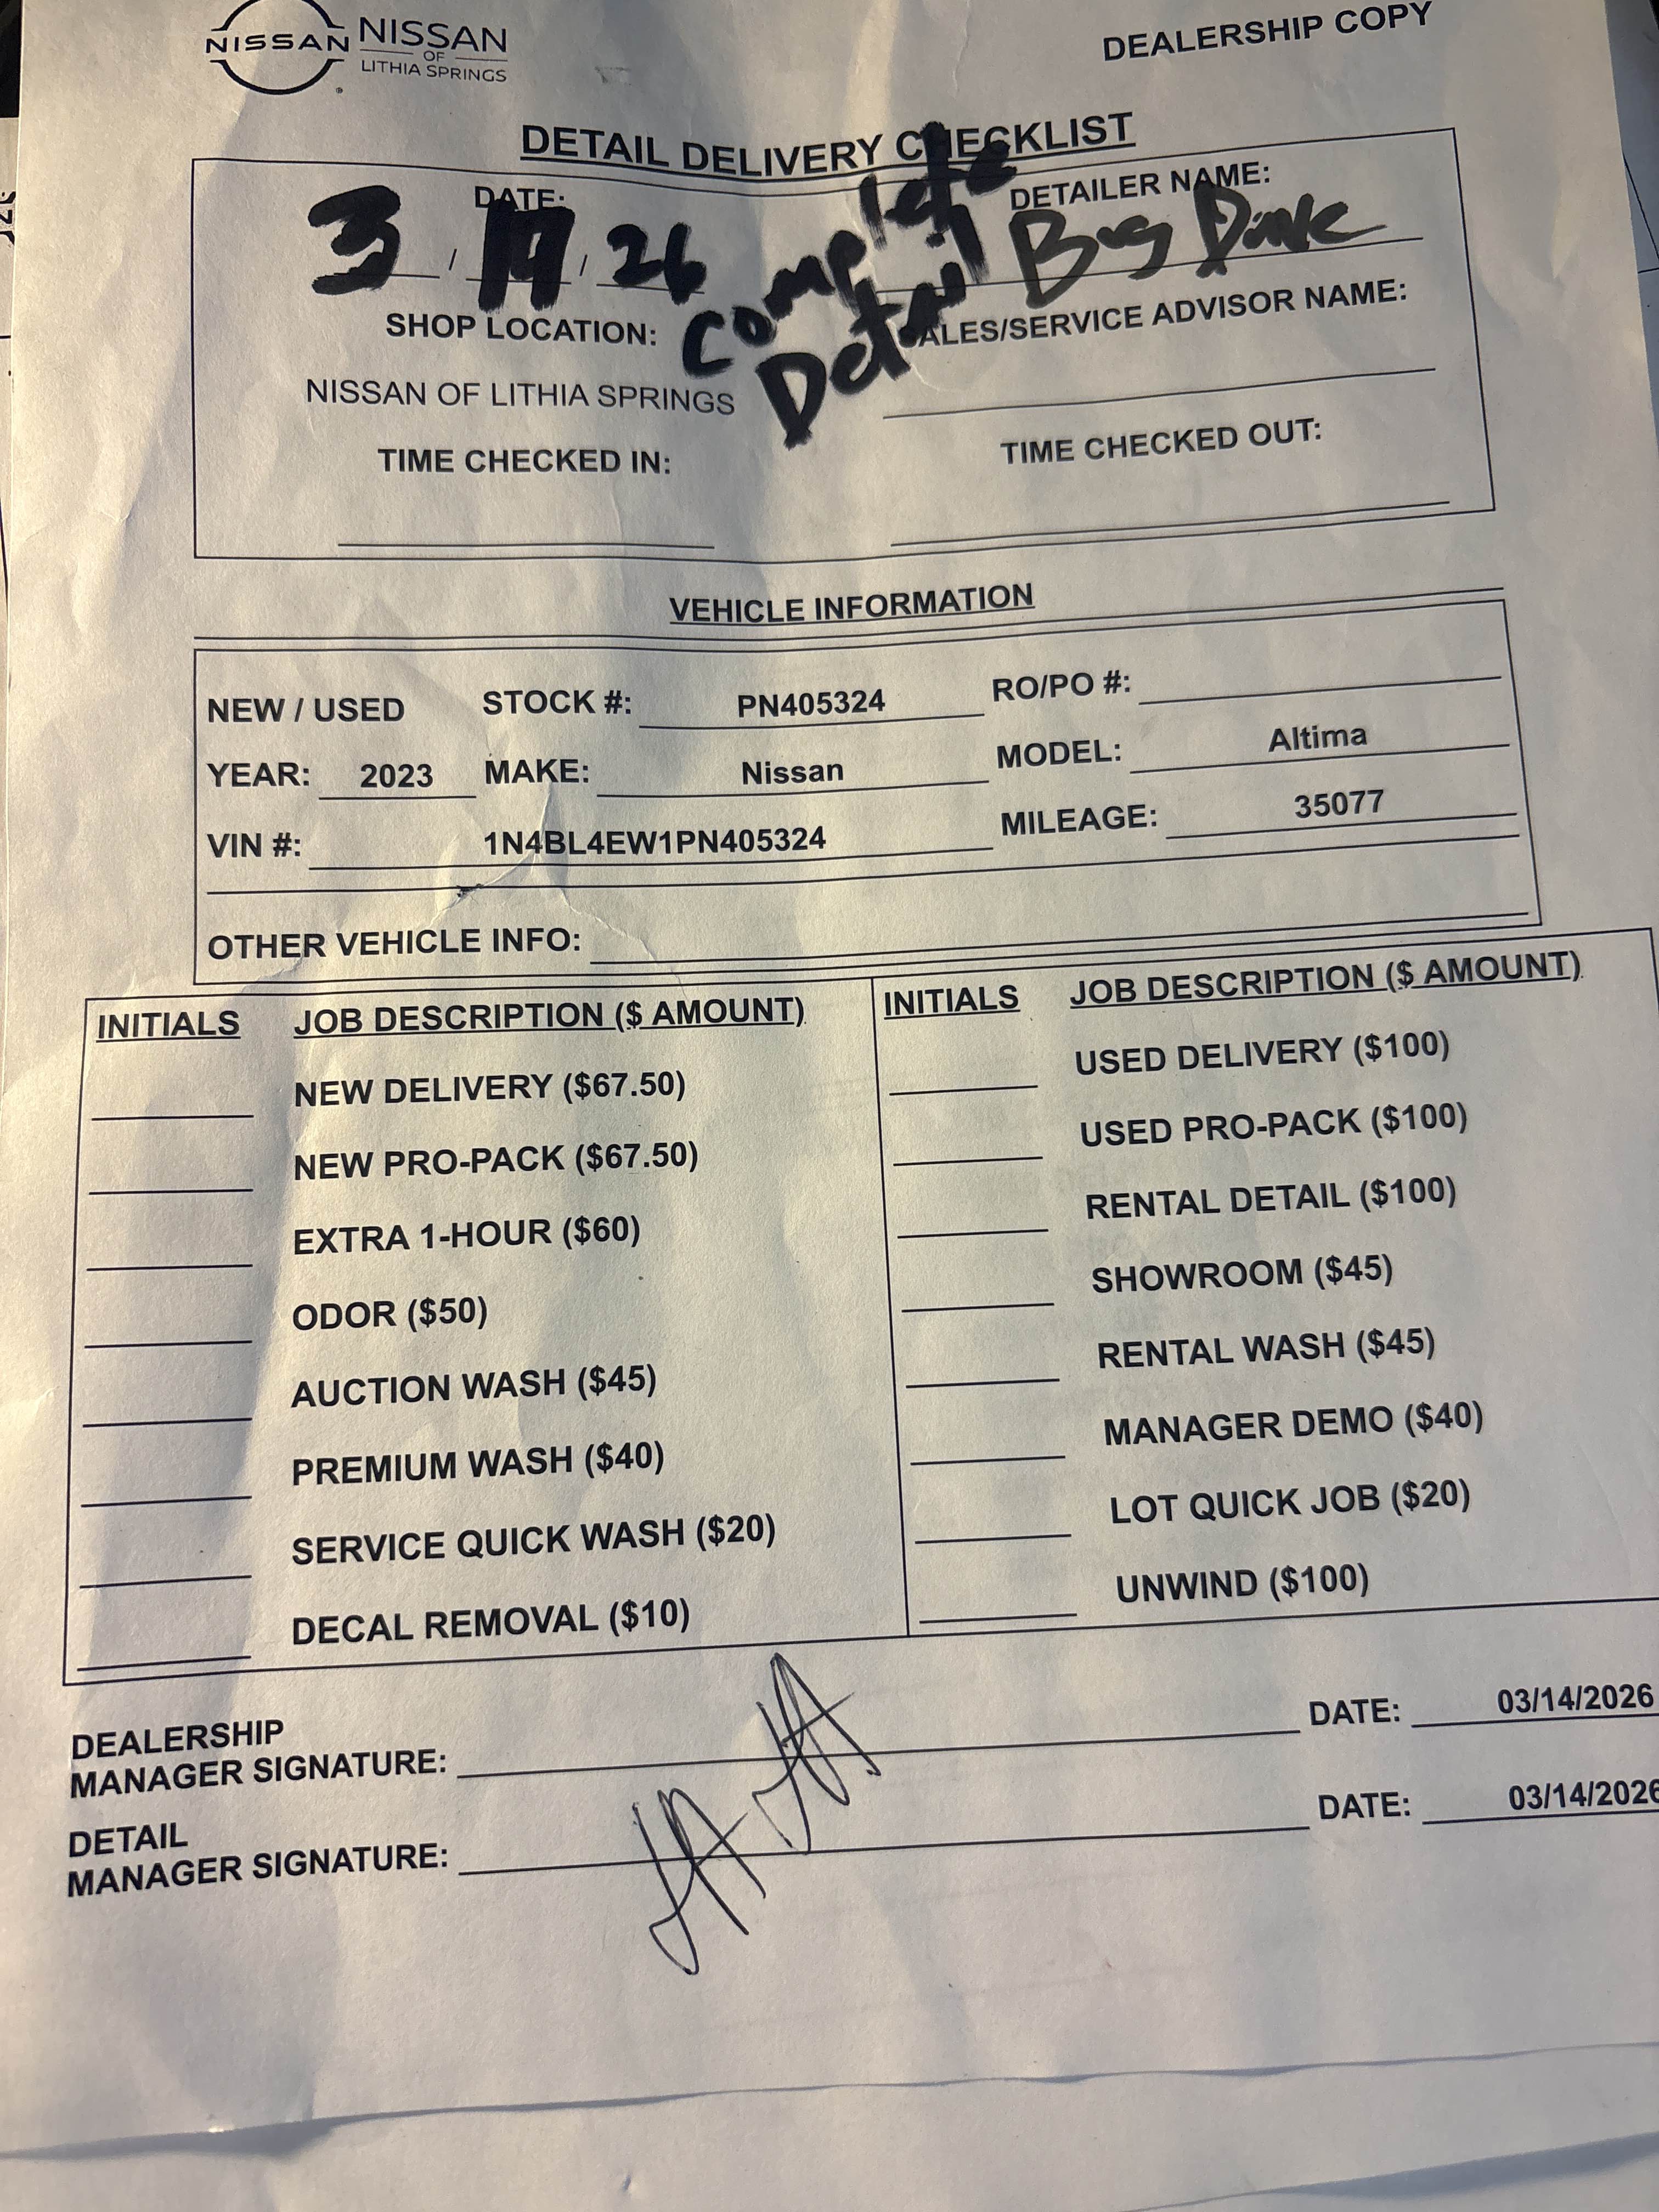 NISSAN NISSAN
OF
LITHIA SPRINGS
DEALERSHIP COPY
DETAIL DELIVERY CHECKLIST
DATE:
3 / 19 / 26
Complete
Detail
DETAILER NAME:
Big
SHOP LOCATION:
NISSAN OF LITHIA SPRINGS
SALES/SERVICE ADVISOR NAME:
TIME CHECKED IN:
TIME CHECKED OUT:
VEHICLE INFORMATION
NEW / USED STOCK #: PN405324 RO/PO #:
YEAR: 2023 MAKE: Nissan MODEL: Altima
VIN #: 1N4BL4EW1PN405324 MILEAGE: 35077
OTHER VEHICLE INFO:
INITIALS JOB DESCRIPTION ($ AMOUNT)
NEW DELIVERY ($67.50)
NEW PRO-PACK ($67.50)
EXTRA 1-HOUR ($60)
ODOR ($50)
AUCTION WASH ($45)
PREMIUM WASH ($40)
SERVICE QUICK WASH ($20)
DECAL REMOVAL ($10)
INITIALS JOB DESCRIPTION ($ AMOUNT)
USED DELIVERY ($100)
USED PRO-PACK ($100)
RENTAL DETAIL ($100)
SHOWROOM ($45)
RENTAL WASH ($45)
MANAGER DEMO ($40)
LOT QUICK JOB ($20)
UNWIND ($100)
DEALERSHIP
MANAGER SIGNATURE: DATE: 03/14/2026
DETAIL
MANAGER SIGNATURE: DATE: 03/14/2026